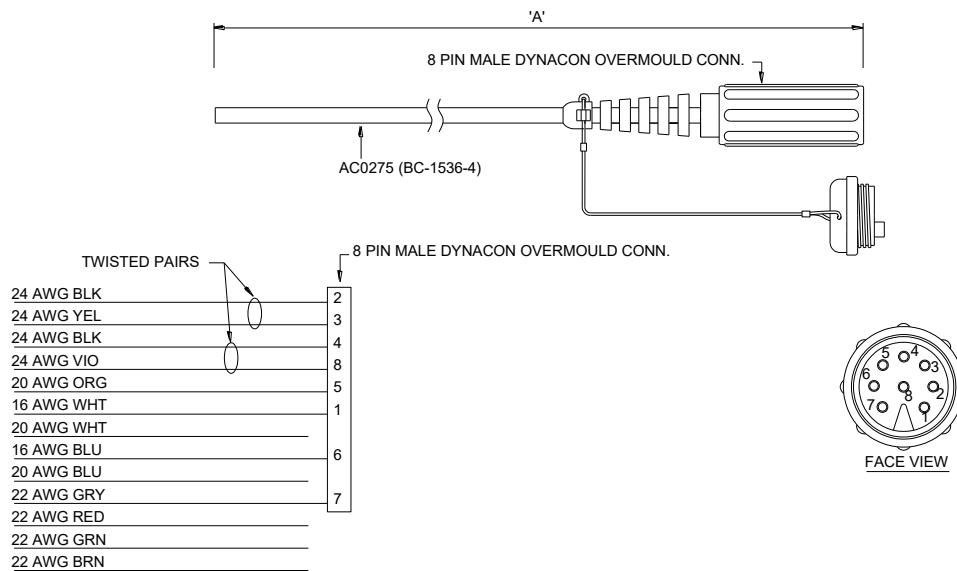 'A'
8 PIN MALE DYNACON OVERMOULD CONN.
AC0275 (BC-1536-4)
8 PIN MALE DYNACON OVERMOULD CONN.
TWISTED PAIRS
24 AWG BLK 2
24 AWG YEL 3
24 AWG BLK 4
24 AWG VIO 8
20 AWG ORG 5
16 AWG WHT 1
20 AWG WHT
16 AWG BLU 6
20 AWG BLU
22 AWG GRY 7
22 AWG RED
22 AWG GRN
22 AWG BRN
5 4 3
6 8 2
7 1
FACE VIEW